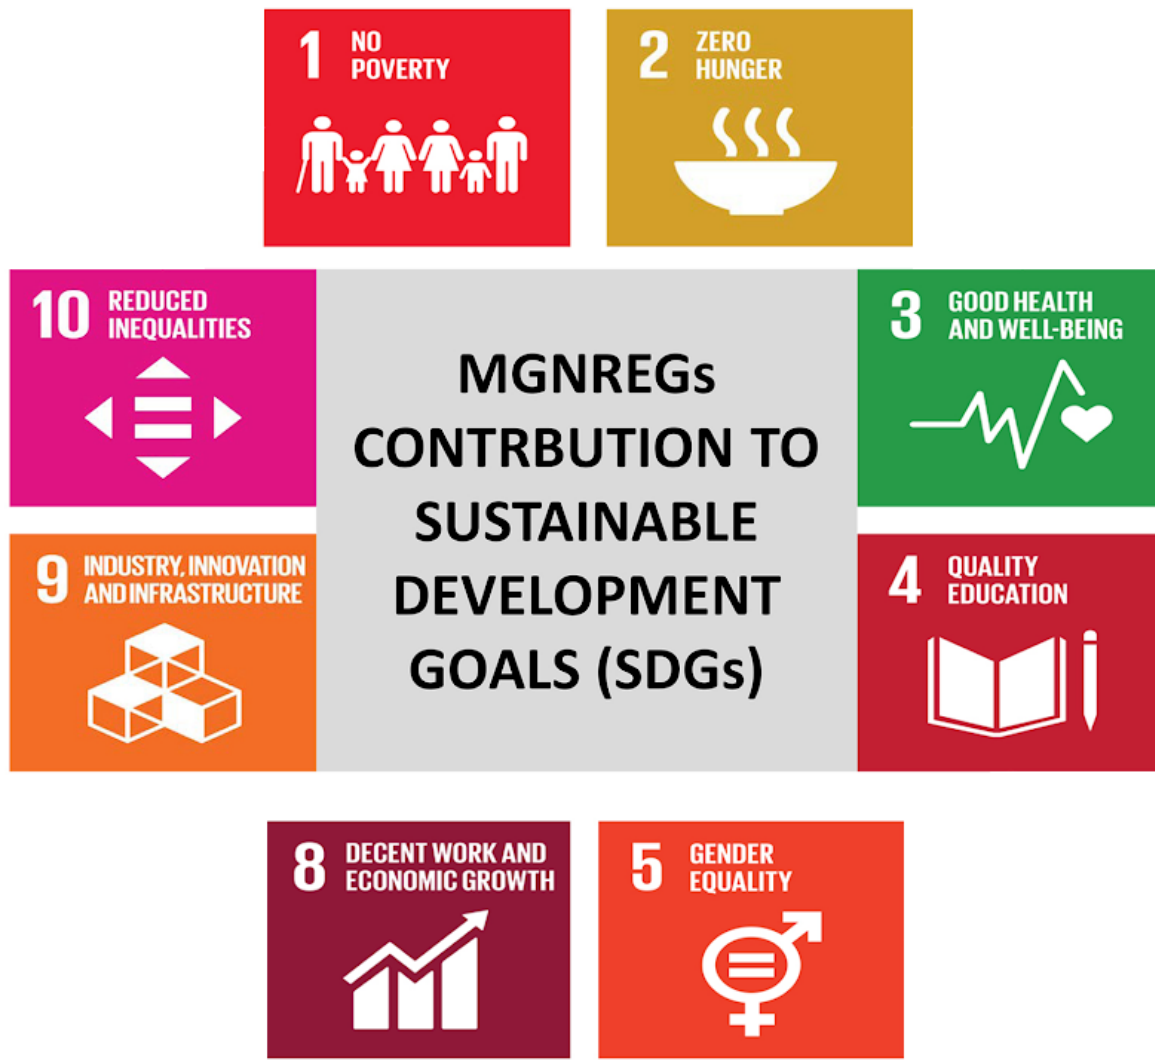 1 NO
POVERTY
2 ZERO
HUNGER
10 REDUCED
INEQUALITIES
3 GOOD HEALTH
AND WELL-BEING
MGNREGs
CONTRBUTION TO
SUSTAINABLE
DEVELOPMENT
GOALS (SDGs)
9 INDUSTRY, INNOVATION
AND INFRASTRUCTURE
4 QUALITY
EDUCATION
8 DECENT WORK AND
ECONOMIC GROWTH
5 GENDER
EQUALITY